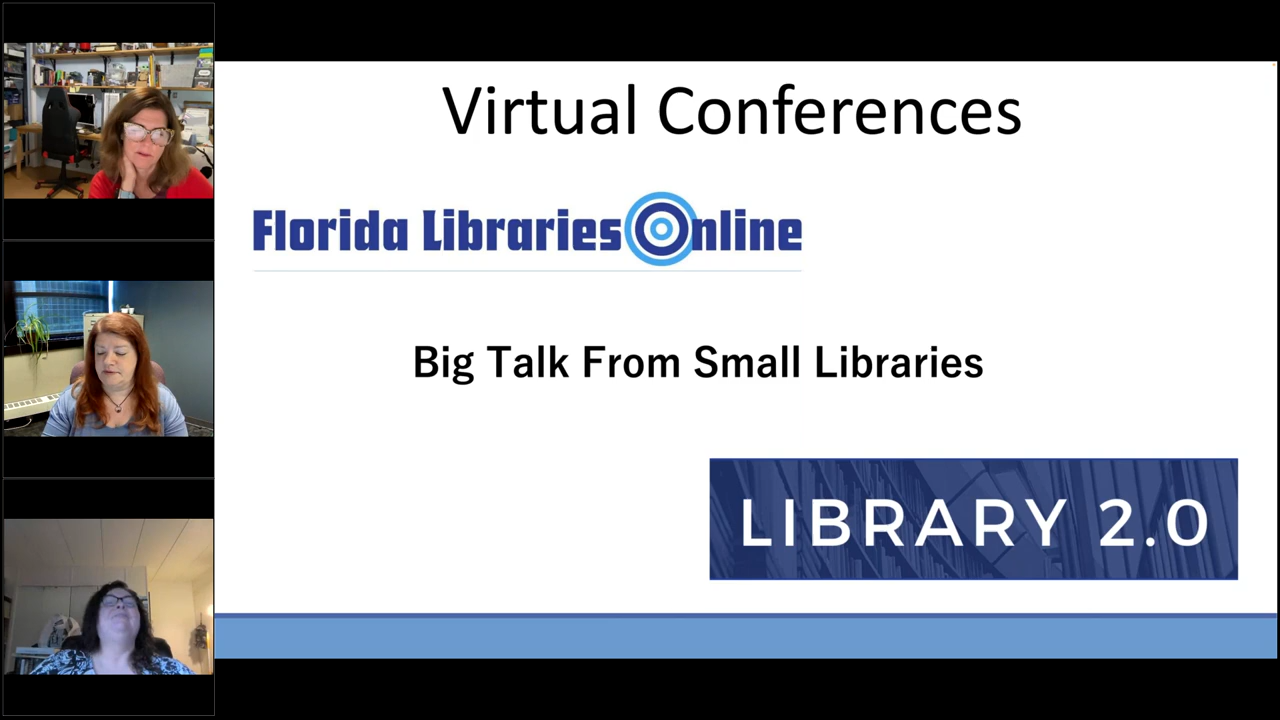 Virtual Conferences
Florida Libraries Online
Big Talk From Small Libraries
LIBRARY 2.0